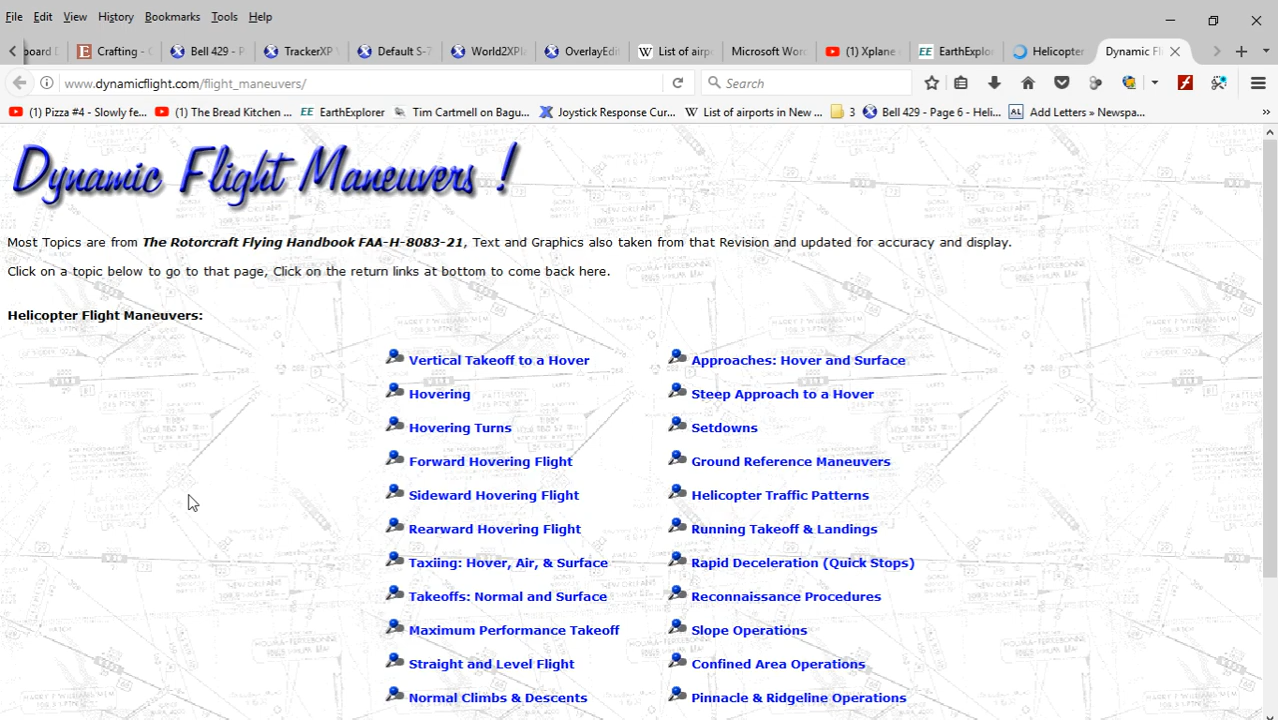 File Edit View History Bookmarks Tools Help
board D Crafting - C Bell 429 - P TrackerXP Default S-7 World2XPl OverlayEdit List of airp Microsoft Word (1) Xplane EarthExplo Helicopter Dynamic Fl
www.dynamicflight.com/flight_maneuvers/ Search
(1) Pizza #4 - Slowly fe... (1) The Bread Kitchen ... EarthExplorer Tim Cartmell on Bagu... Joystick Response Cur... List of airports in New ... 3 Bell 429 - Page 6 - Heli... Add Letters » Newspa...
Dynamic Flight Maneuvers !
Most Topics are from The Rotorcraft Flying Handbook FAA-H-8083-21, Text and Graphics also taken from that Revision and updated for accuracy and display.
Click on a topic below to go to that page, Click on the return links at bottom to come back here.
Helicopter Flight Maneuvers:
Vertical Takeoff to a Hover
Hovering
Hovering Turns
Forward Hovering Flight
Sideward Hovering Flight
Rearward Hovering Flight
Taxiing: Hover, Air, & Surface
Takeoffs: Normal and Surface
Maximum Performance Takeoff
Straight and Level Flight
Normal Climbs & Descents
Approaches: Hover and Surface
Steep Approach to a Hover
Setdowns
Ground Reference Maneuvers
Helicopter Traffic Patterns
Running Takeoff & Landings
Rapid Deceleration (Quick Stops)
Reconnaissance Procedures
Slope Operations
Confined Area Operations
Pinnacle & Ridgeline Operations